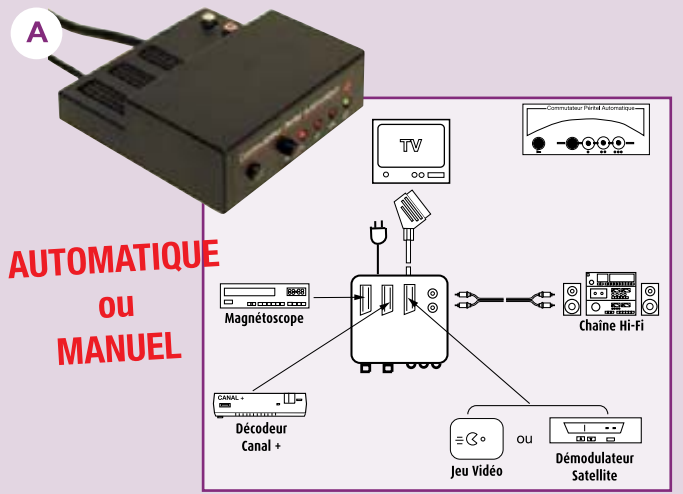 A
Commutateur Péritel Automatique
TV
AUTOMATIQUE
ou
MANUEL
Magnétoscope
Chaîne Hi-Fi
CANAL +
Décodeur
Canal +
ou
Jeu Vidéo
Démodulateur
Satellite